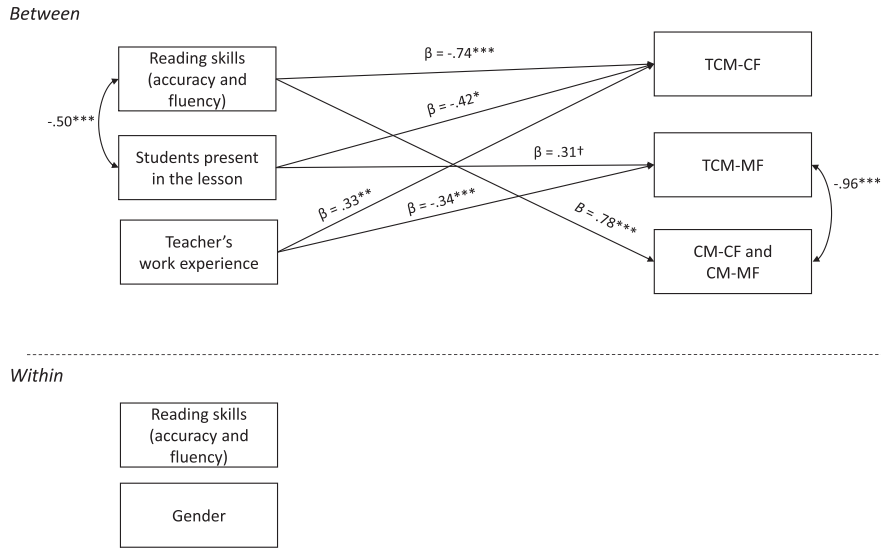 Between
Reading skills
(accuracy and
fluency)
β = -.74***
TCM-CF
-.50***
β = -.42*
Students present
in the lesson
β = .31†
TCM-MF
-.96***
β = .33**
β = -.34***
Β = .78***
Teacher's
work experience
CM-CF and
CM-MF
Within
Reading skills
(accuracy and
fluency)
Gender